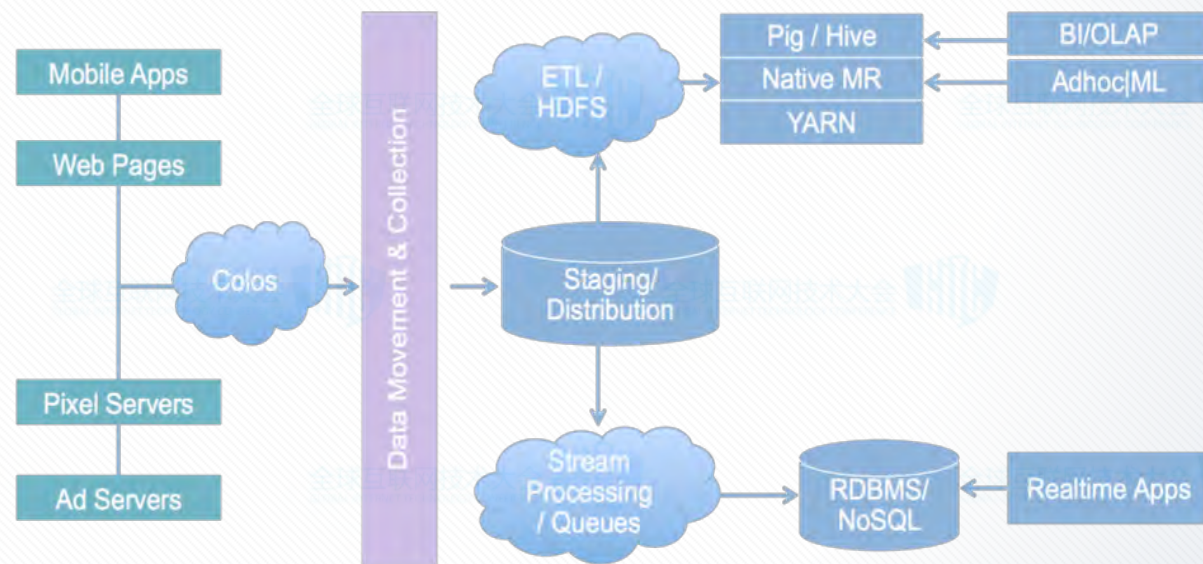 Mobile Apps
Web Pages
Pixel Servers
Ad Servers
Colos
Data Movement & Collection
ETL /
HDFS
Pig / Hive
Native MR
YARN
BI/OLAP
Adhoc|ML
Staging/
Distribution
Stream
Processing
/ Queues
RDBMS/
NoSQL
Realtime Apps